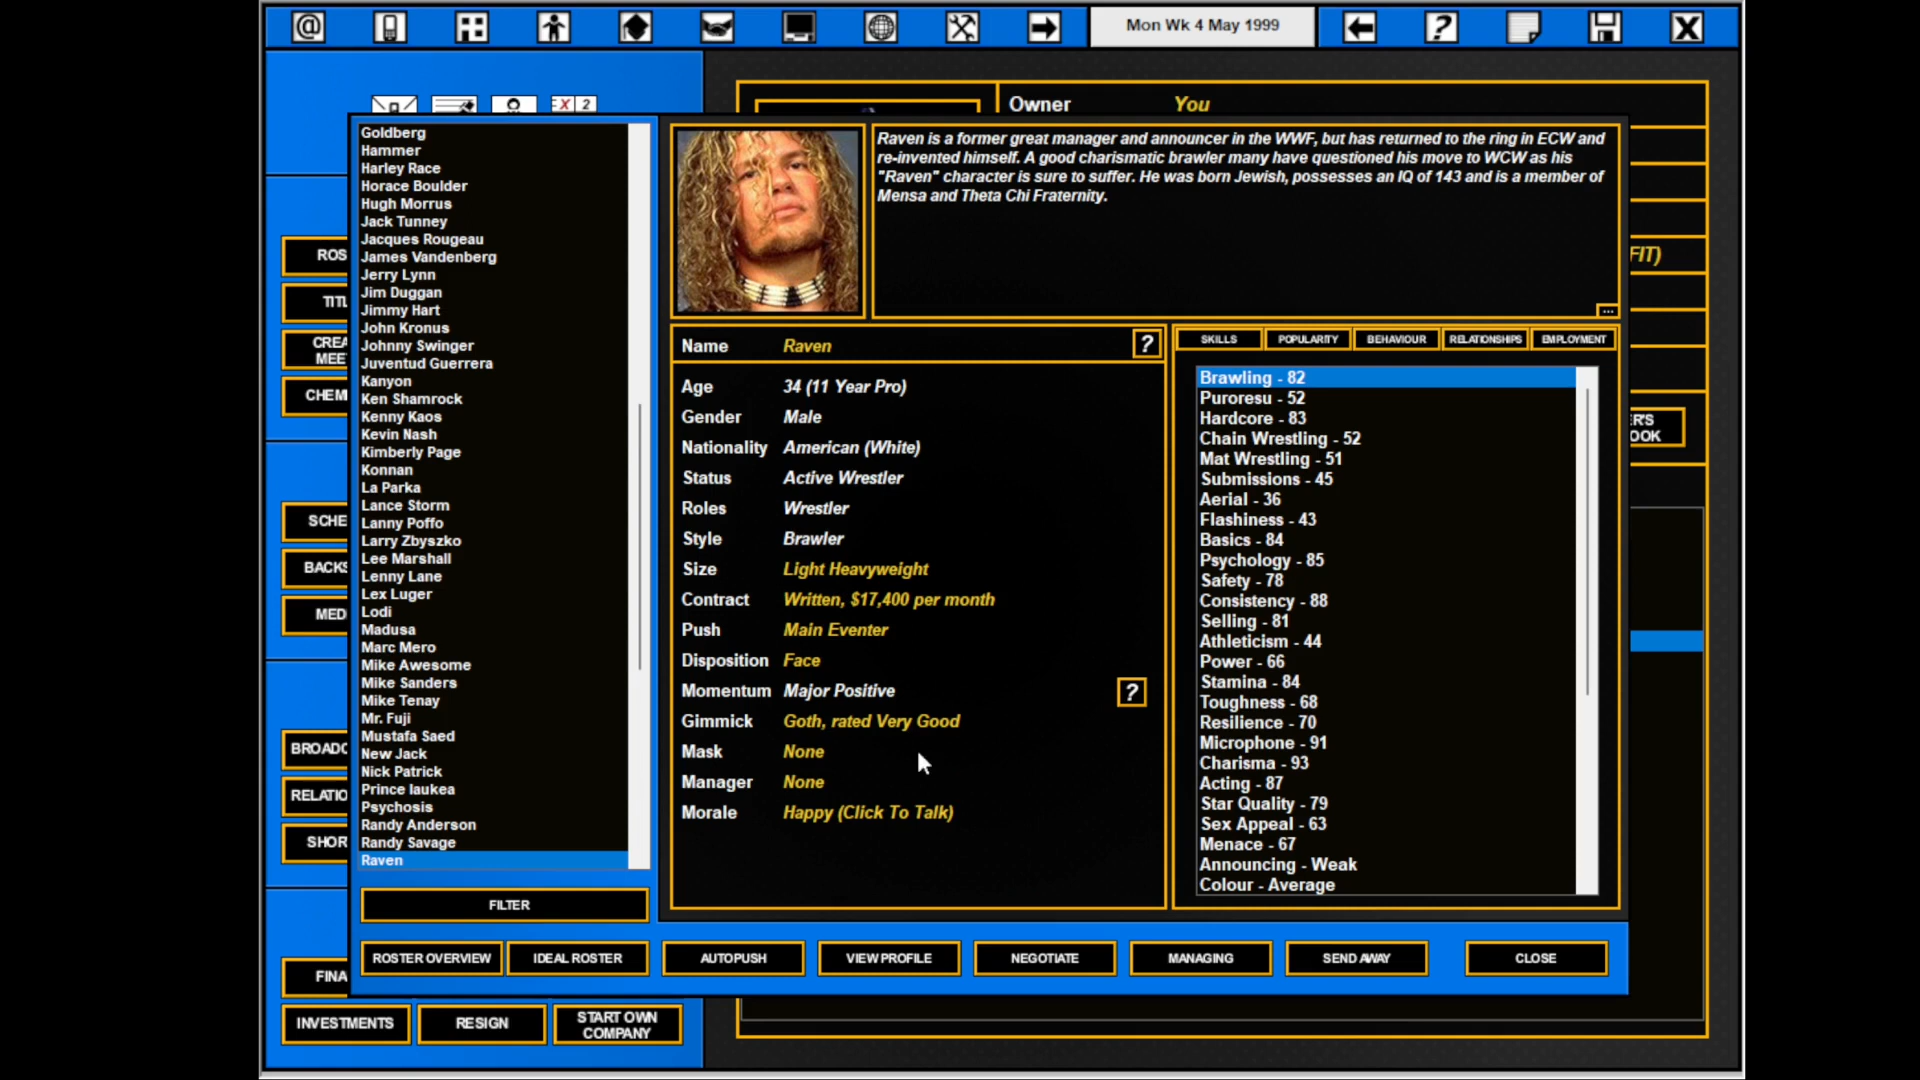 Mon Wk 4 May 1999
X 2
Owner You
FIT)
Goldberg
Hammer
Harley Race
Horace Boulder
Hugh Morrus
Jack Tunney
Jacques Rougeau
James Vandenberg
Jerry Lynn
Jim Duggan
Jimmy Hart
John Kronus
Johnny Swinger
Juventud Guerrera
Kanyon
Ken Shamrock
Kenny Kaos
Kevin Nash
Kimberly Page
Konnan
La Parka
Lance Storm
Lanny Poffo
Larry Zbyszko
Lee Marshall
Lenny Lane
Lex Luger
Lodi
Madusa
Marc Mero
Mike Awesome
Mike Sanders
Mike Tenay
Mr. Fuji
Mustafa Saed
New Jack
Nick Patrick
Prince Iaukea
Psychosis
Randy Anderson
Randy Savage
Raven
FILTER
Raven is a former great manager and announcer in the WWF, but has returned to the ring in ECW and
re-invented himself. A good charismatic brawler many have questioned his move to WCW as his
"Raven" character is sure to suffer. He was born Jewish, possesses an IQ of 143 and is a member of
Mensa and Theta Chi Fraternity.
...
Name Raven ?
Age 34 (11 Year Pro)
Gender Male
Nationality American (White)
Status Active Wrestler
Roles Wrestler
Style Brawler
Size Light Heavyweight
Contract Written, $17,400 per month
Push Main Eventer
Disposition Face
Momentum Major Positive ?
Gimmick Goth, rated Very Good
Mask None
Manager None
Morale Happy (Click To Talk)
SKILLS POPULARITY BEHAVIOUR RELATIONSHIPS EMPLOYMENT
Brawling - 82
Puroresu - 52
Hardcore - 83
Chain Wrestling - 52
Mat Wrestling - 51
Submissions - 45
Aerial - 36
Flashiness - 43
Basics - 84
Psychology - 85
Safety - 78
Consistency - 88
Selling - 81
Athleticism - 44
Power - 66
Stamina - 84
Toughness - 68
Resilience - 70
Microphone - 91
Charisma - 93
Acting - 87
Star Quality - 79
Sex Appeal - 63
Menace - 67
Announcing - Weak
Colour - Average
ROS
TITL
CREA
MEE
CHEM
SCHE
BACKS
MED
BROADC
RELATIO
SHOR
FINA
ER'S
OOK
ROSTER OVERVIEW IDEAL ROSTER AUTOPUSH VIEW PROFILE NEGOTIATE MANAGING SEND AWAY CLOSE
INVESTMENTS RESIGN START OWN
COMPANY